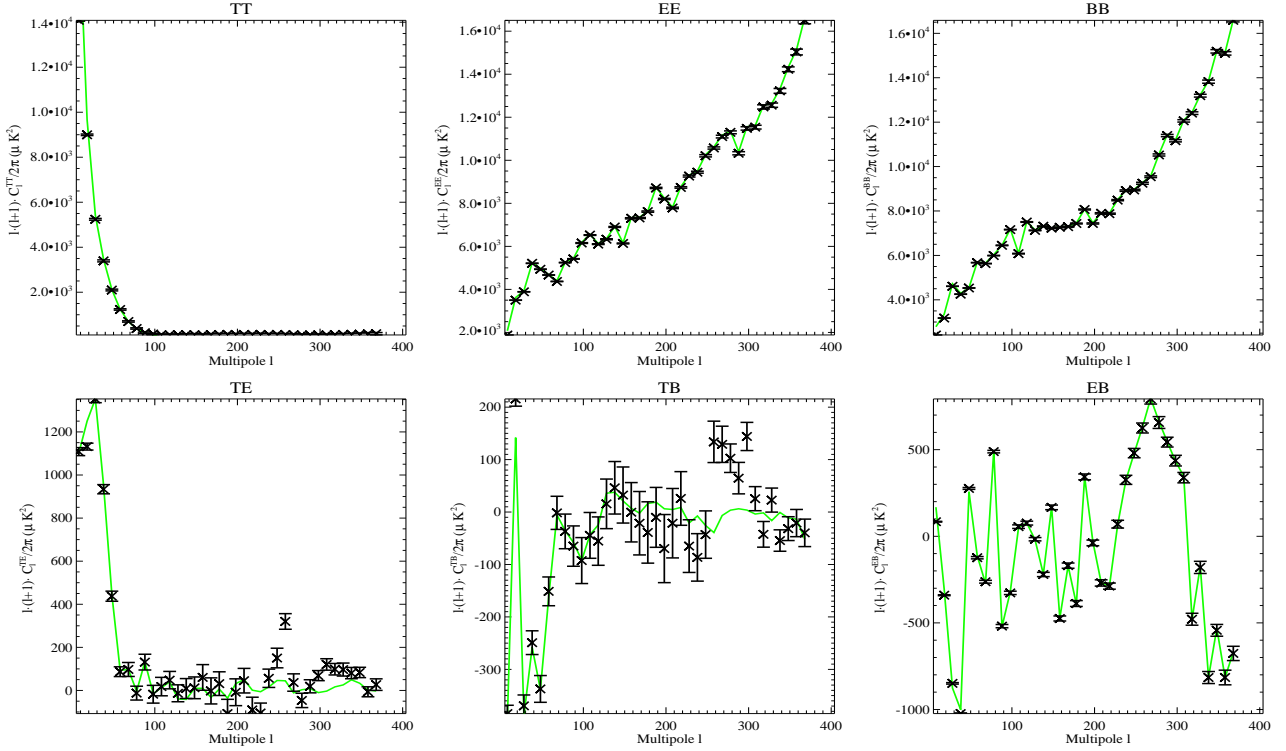 TT
EE
BB
1.4•10⁴
1.2•10⁴
1.0•10⁴
8.0•10³
6.0•10³
4.0•10³
2.0•10³
l·(l+1)· C_l^TT/2π (μ K²)
100 200 300 400
Multipole l
1.6•10⁴
1.4•10⁴
1.2•10⁴
1.0•10⁴
8.0•10³
6.0•10³
4.0•10³
2.0•10³
l·(l+1)· C_l^EE/2π (μ K²)
100 200 300 400
Multipole l
1.6•10⁴
1.4•10⁴
1.2•10⁴
1.0•10⁴
8.0•10³
6.0•10³
4.0•10³
l·(l+1)· C_l^BB/2π (μ K²)
100 200 300 400
Multipole l
TE
TB
EB
1200
1000
800
600
400
200
0
l·(l+1)· C_l^TE/2π (μ K²)
100 200 300 400
Multipole l
200
100
0
-100
-200
-300
l·(l+1)· C_l^TB/2π (μ K²)
100 200 300 400
Multipole l
500
0
-500
-1000
l·(l+1)· C_l^EB/2π (μ K²)
100 200 300 400
Multipole l